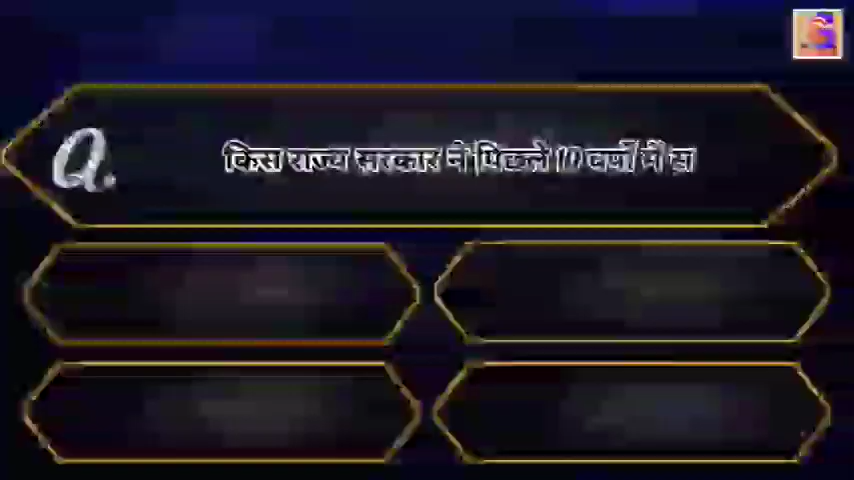 Q.
किस राज्य सरकार ने पिछले 10 वर्षों में स